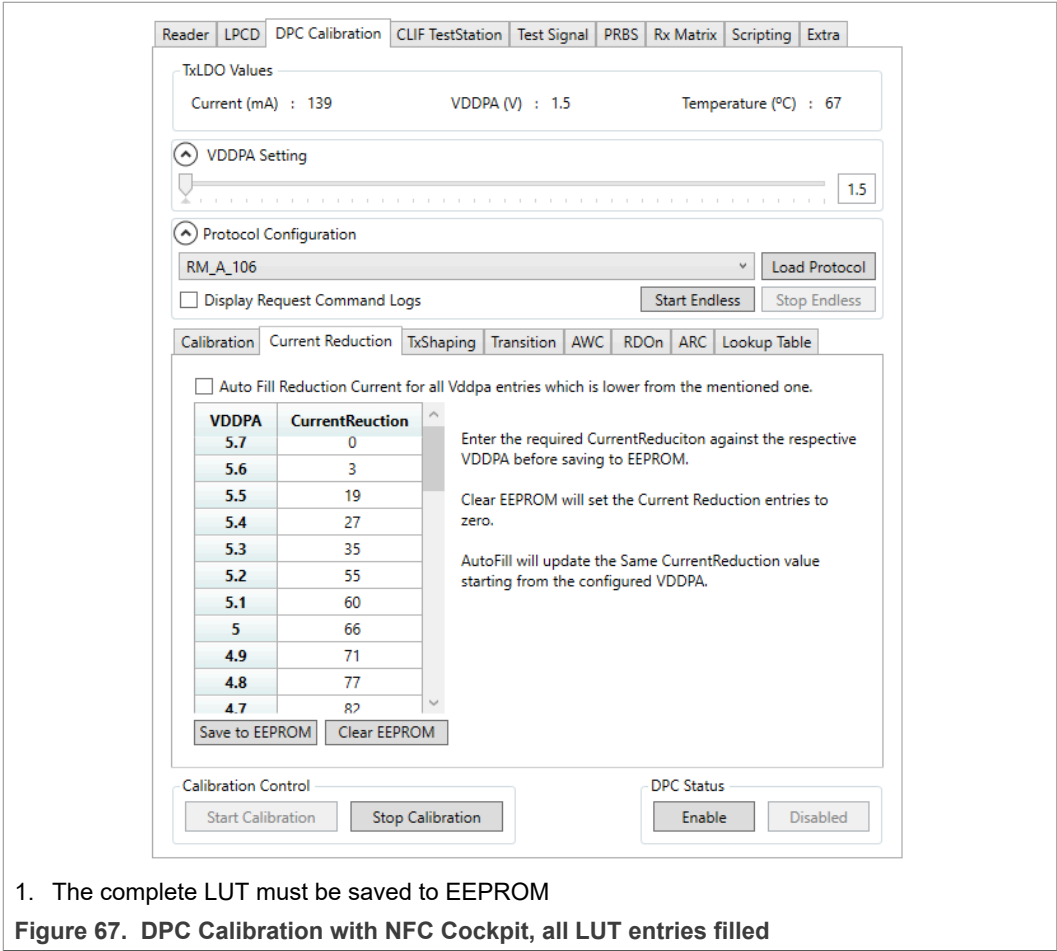 Reader LPCD DPC Calibration CLIF TestStation Test Signal PRBS Rx Matrix Scripting Extra
TxLDO Values
Current (mA) : 139 VDDPA (V) : 1.5 Temperature (ºC) : 67
VDDPA Setting
1.5
Protocol Configuration
RM_A_106 Load Protocol
Display Request Command Logs Start Endless Stop Endless
Calibration Current Reduction TxShaping Transition AWC RDOn ARC Lookup Table
Auto Fill Reduction Current for all Vddpa entries which is lower from the mentioned one.
VDDPA CurrentReuction
5.7 0
5.6 3
5.5 19
5.4 27
5.3 35
5.2 55
5.1 60
5 66
4.9 71
4.8 77
4.7 82
Enter the required CurrentReduciton against the respective
VDDPA before saving to EEPROM.
Clear EEPROM will set the Current Reduction entries to
zero.
AutoFill will update the Same CurrentReduction value
starting from the configured VDDPA.
Save to EEPROM Clear EEPROM
Calibration Control DPC Status
Start Calibration Stop Calibration Enable Disabled
1. The complete LUT must be saved to EEPROM
Figure 67. DPC Calibration with NFC Cockpit, all LUT entries filled